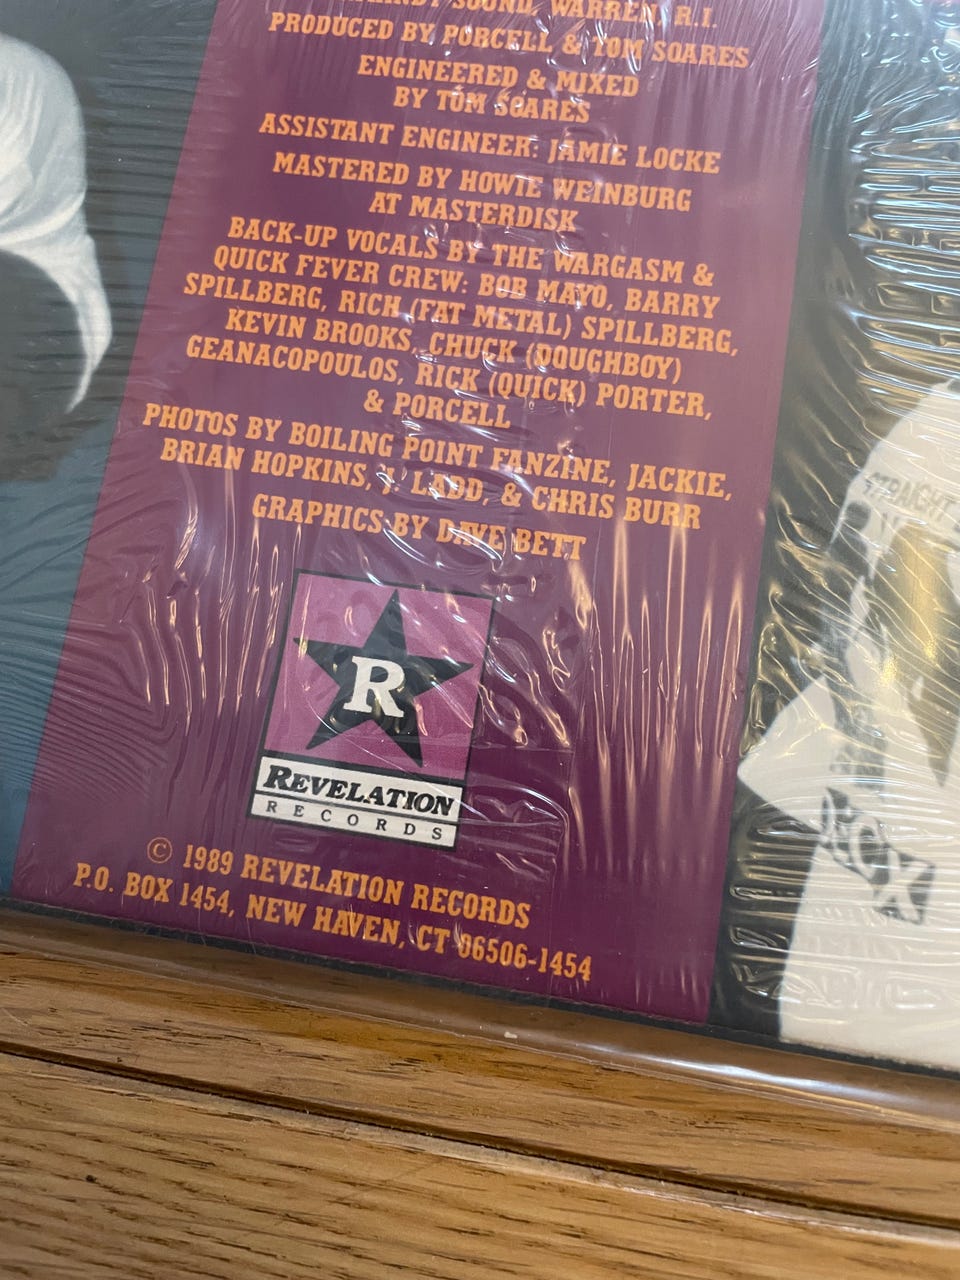 SOUND, WARREN, R.I.
PRODUCED BY PORCELL & TOM SOARES
ENGINEERED & MIXED
BY TOM SOARES
ASSISTANT ENGINEER: JAMIE LOCKE
MASTERED BY HOWIE WEINBURG
AT MASTERDISK
BACK-UP VOCALS BY THE WARGASM &
QUICK FEVER CREW: BOB MAYO, BARRY
SPILLBERG, RICH (FAT METAL) SPILLBERG,
KEVIN BROOKS, CHUCK (DOUGHBOY)
GEANACOPOULOS, RICK (QUICK) PORTER,
& PORCELL
PHOTOS BY BOILING POINT FANZINE, JACKIE,
BRIAN HOPKINS, J. LADD, & CHRIS BURR
GRAPHICS BY DAVE BETT
R
REVELATION
RECORDS
© 1989 REVELATION RECORDS
P.O. BOX 1454, NEW HAVEN, CT 06506-1454
STRAIGHT